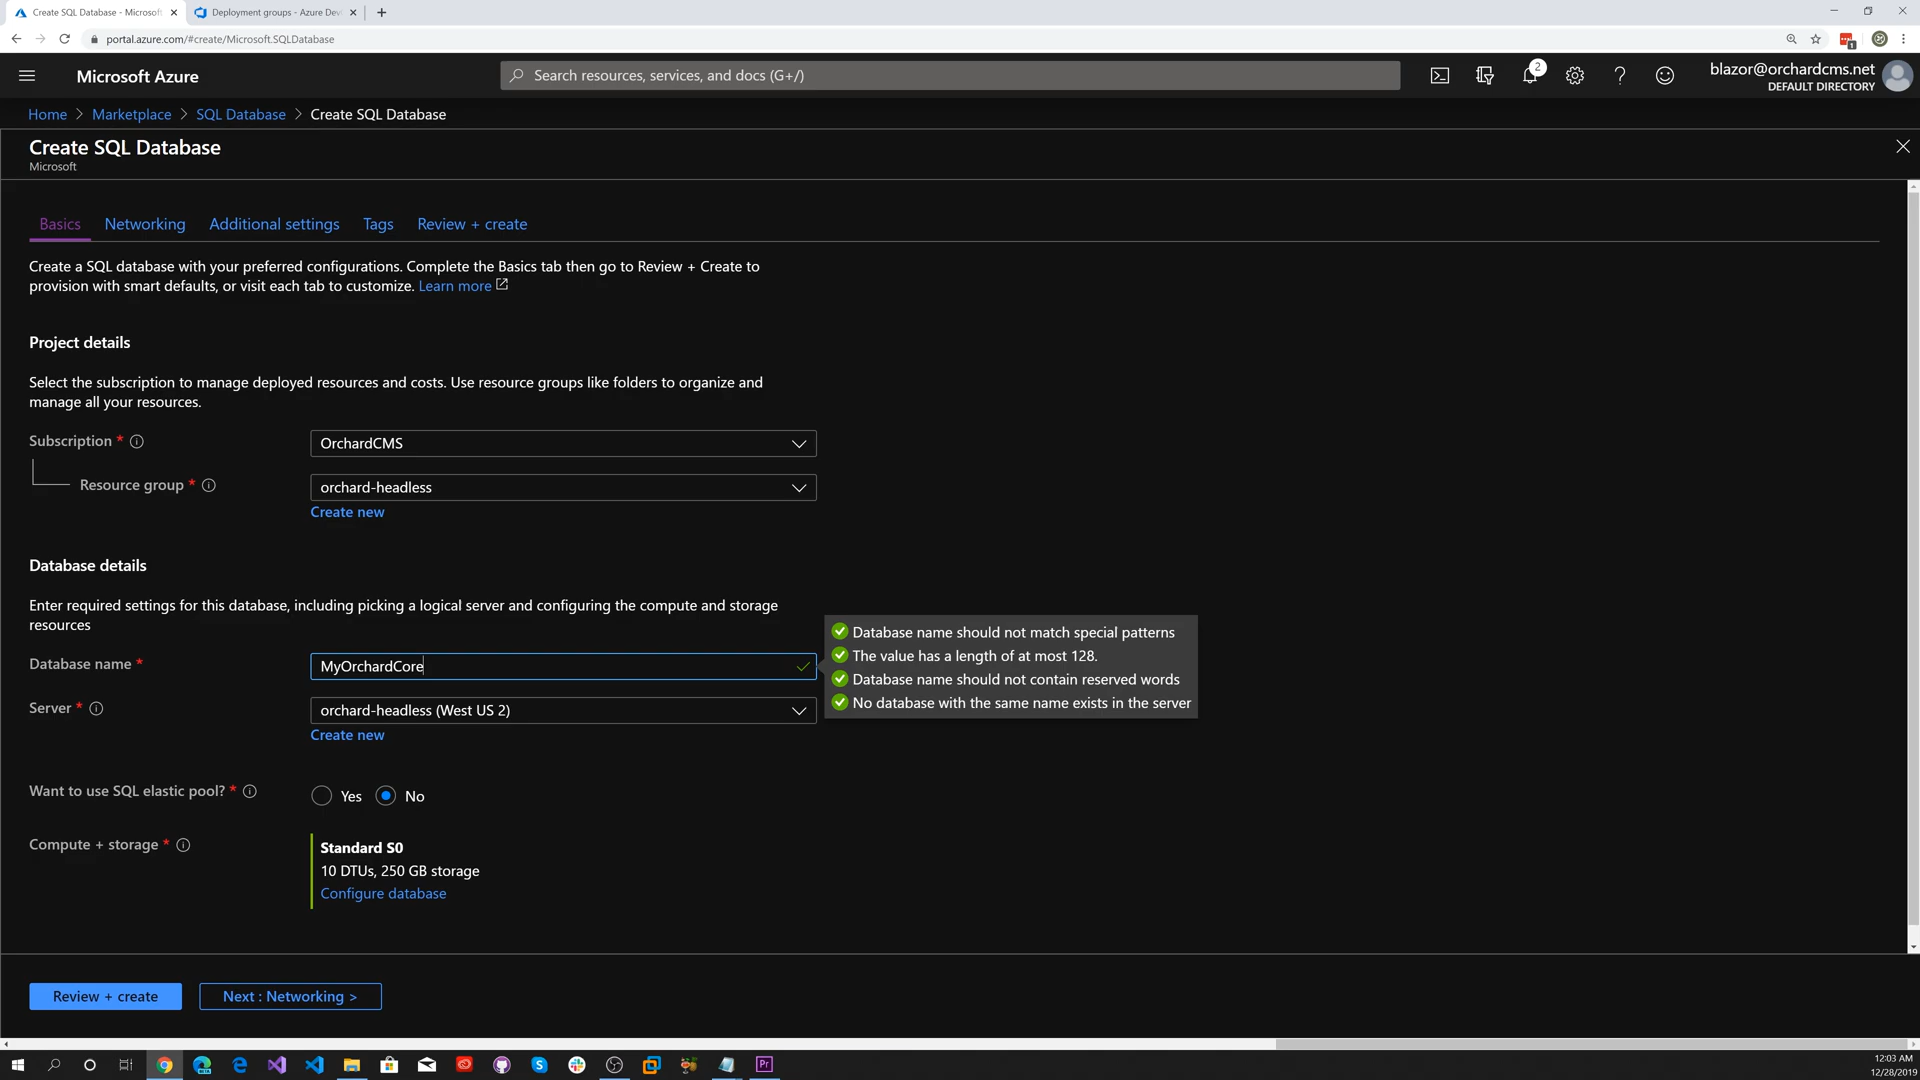 Create SQL Database - Microsoft
Deployment groups - Azure Dev
portal.azure.com/#create/Microsoft.SQLDatabase
1
Microsoft Azure
Search resources, services, and docs (G+/)
2
blazor@orchardcms.net
DEFAULT DIRECTORY
Home > Marketplace > SQL Database > Create SQL Database
Create SQL Database
Microsoft
Basics
Networking
Additional settings
Tags
Review + create
Create a SQL database with your preferred configurations. Complete the Basics tab then go to Review + Create to
provision with smart defaults, or visit each tab to customize. Learn more
Project details
Select the subscription to manage deployed resources and costs. Use resource groups like folders to organize and
manage all your resources.
Subscription *
OrchardCMS
Resource group *
orchard-headless
Create new
Database details
Enter required settings for this database, including picking a logical server and configuring the compute and storage
resources
Database name *
MyOrchardCore
Database name should not match special patterns
The value has a length of at most 128.
Database name should not contain reserved words
No database with the same name exists in the server
Server *
orchard-headless (West US 2)
Create new
Want to use SQL elastic pool? *
Yes
No
Compute + storage *
Standard S0
10 DTUs, 250 GB storage
Configure database
Review + create
Next : Networking >
Pr
12:03 AM
12/28/2019